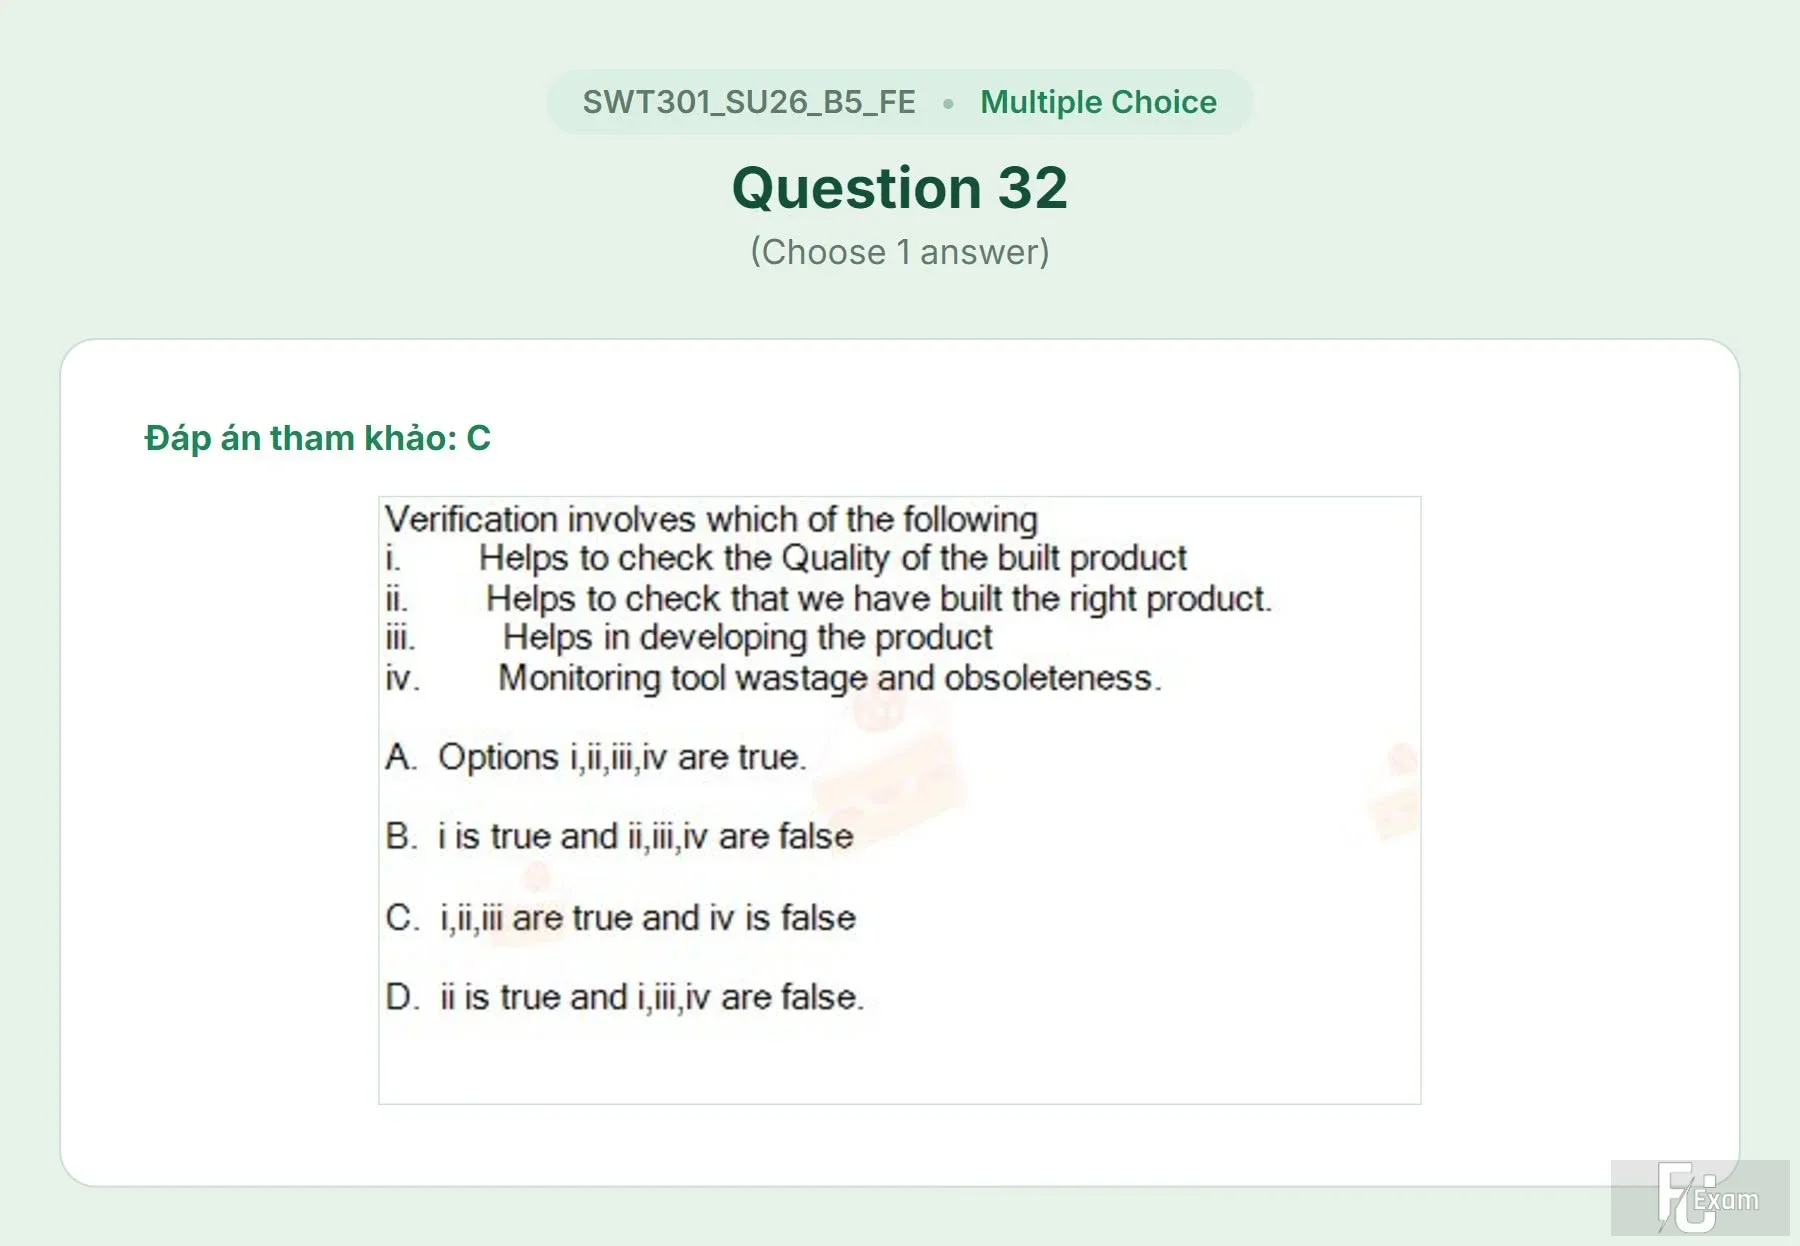 SWT301_SU26_B5_FE • Multiple Choice
Question 32
(Choose 1 answer)
Đáp án tham khảo: C
Verification involves which of the following
i. Helps to check the Quality of the built product
ii. Helps to check that we have built the right product.
iii. Helps in developing the product
iv. Monitoring tool wastage and obsoleteness.
A. Options i,ii,iii,iv are true.
B. i is true and ii,iii,iv are false
C. i,ii,iii are true and iv is false
D. ii is true and i,iii,iv are false.
FU Exam